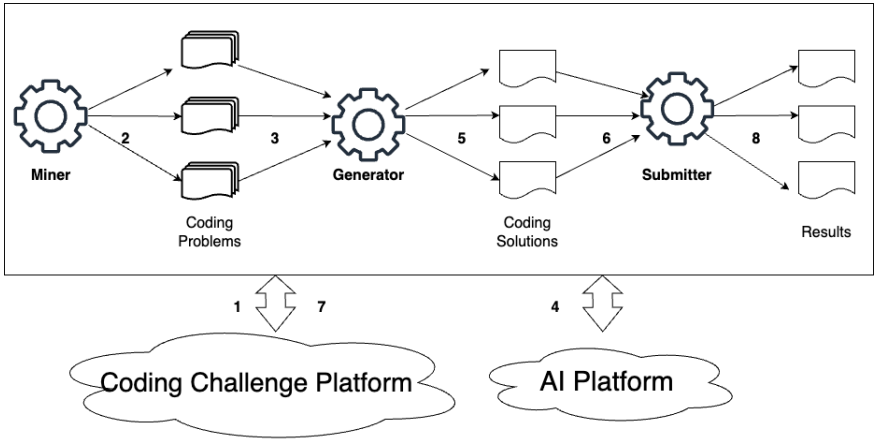 2
3
5
6
8
Miner
Generator
Submitter
Coding
Problems
Coding
Solutions
Results
1
7
4
Coding Challenge Platform
AI Platform